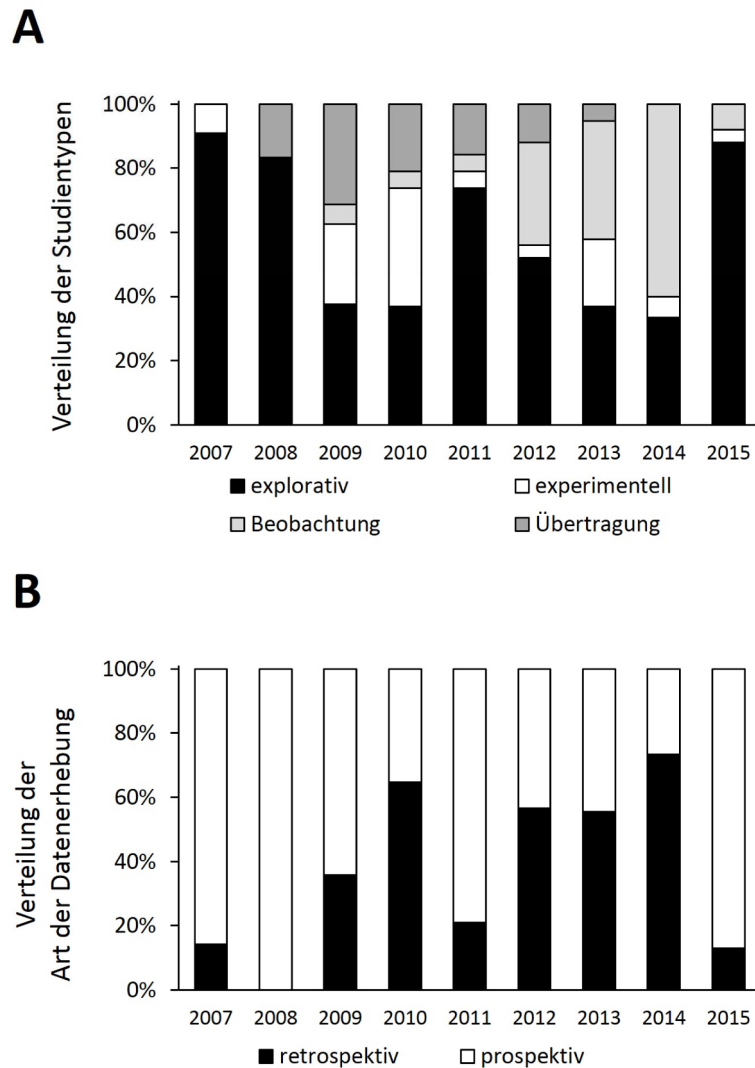 A
Verteilung der Studientypen
100%
80%
60%
40%
20%
0%
2007 2008 2009 2010 2011 2012 2013 2014 2015
explorativ experimentell
Beobachtung Übertragung
B
Verteilung der
Art der Datenerhebung
100%
80%
60%
40%
20%
0%
2007 2008 2009 2010 2011 2012 2013 2014 2015
retrospektiv prospektiv